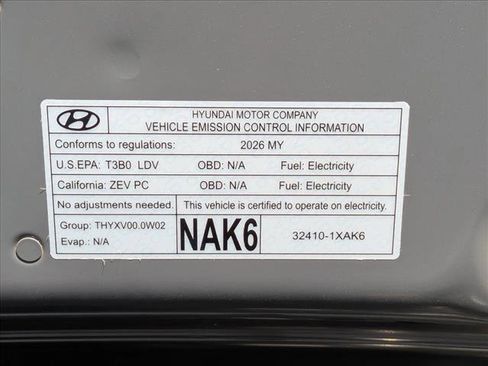 HYUNDAI MOTOR COMPANY
VEHICLE EMISSION CONTROL INFORMATION
Conforms to regulations: 2026 MY
U.S.EPA: T3B0 LDV OBD: N/A Fuel: Electricity
California: ZEV PC OBD: N/A Fuel: Electricity
No adjustments needed. This vehicle is certified to operate on electricity.
Group: THYXV00.0W02
Evap.: N/A
NAK6
32410-1XAK6